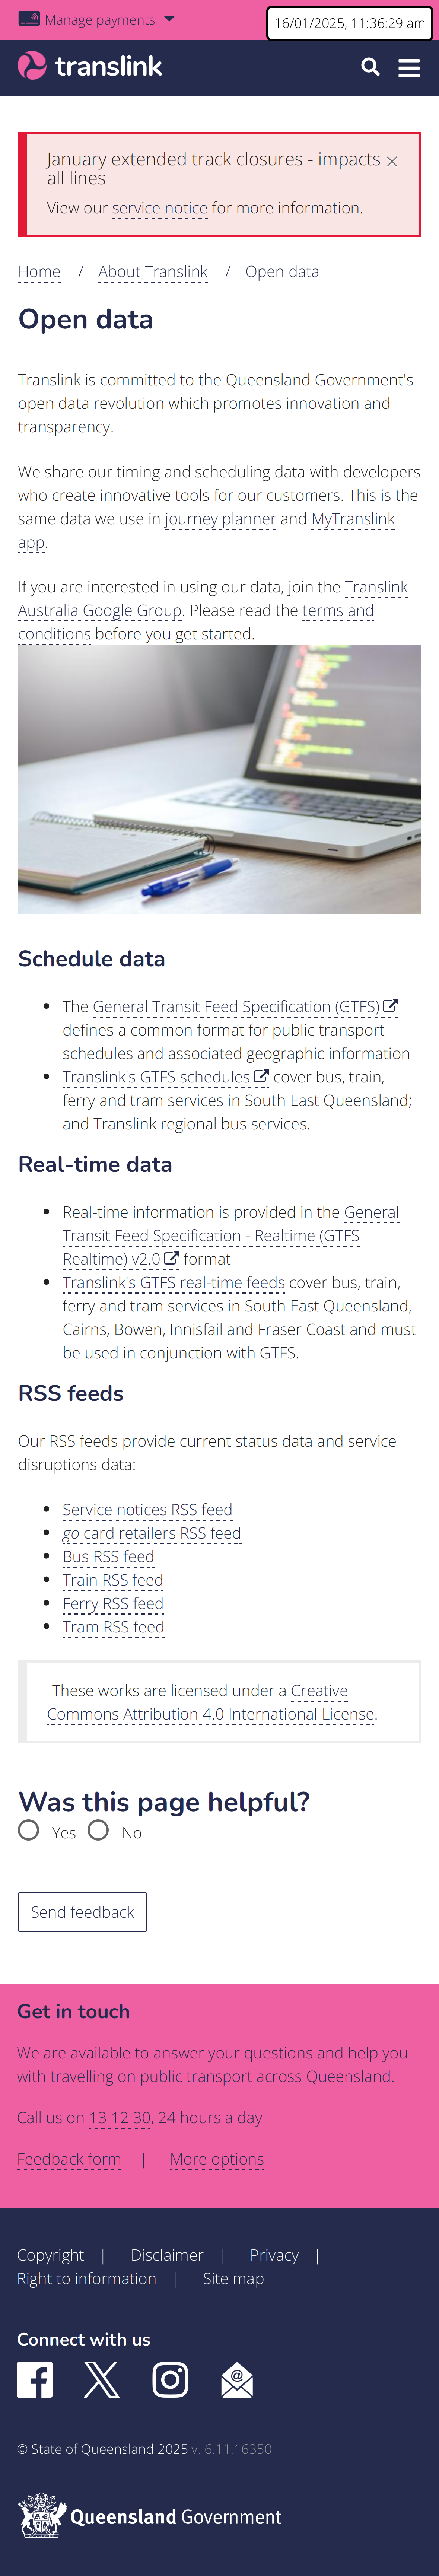 Manage payments
16/01/2025, 11:36:29 am
translink
January extended track closures - impacts
all lines
View our service notice for more information.
Home / About Translink / Open data
Open data
Translink is committed to the Queensland Government's
open data revolution which promotes innovation and
transparency.
We share our timing and scheduling data with developers
who create innovative tools for our customers. This is the
same data we use in journey planner and MyTranslink
app.
If you are interested in using our data, join the Translink
Australia Google Group. Please read the terms and
conditions before you get started.
Schedule data
The General Transit Feed Specification (GTFS)
defines a common format for public transport
schedules and associated geographic information
Translink's GTFS schedules cover bus, train,
ferry and tram services in South East Queensland;
and Translink regional bus services.
Real-time data
Real-time information is provided in the General
Transit Feed Specification - Realtime (GTFS
Realtime) v2.0 format
Translink's GTFS real-time feeds cover bus, train,
ferry and tram services in South East Queensland,
Cairns, Bowen, Innisfail and Fraser Coast and must
be used in conjunction with GTFS.
RSS feeds
Our RSS feeds provide current status data and service
disruptions data:
Service notices RSS feed
go card retailers RSS feed
Bus RSS feed
Train RSS feed
Ferry RSS feed
Tram RSS feed
These works are licensed under a Creative
Commons Attribution 4.0 International License.
Was this page helpful?
Yes No
Send feedback
Get in touch
We are available to answer your questions and help you
with travelling on public transport across Queensland.
Call us on 13 12 30, 24 hours a day
Feedback form | More options
Copyright | Disclaimer | Privacy |
Right to information | Site map
Connect with us
© State of Queensland 2025 v. 6.11.16350
Queensland Government